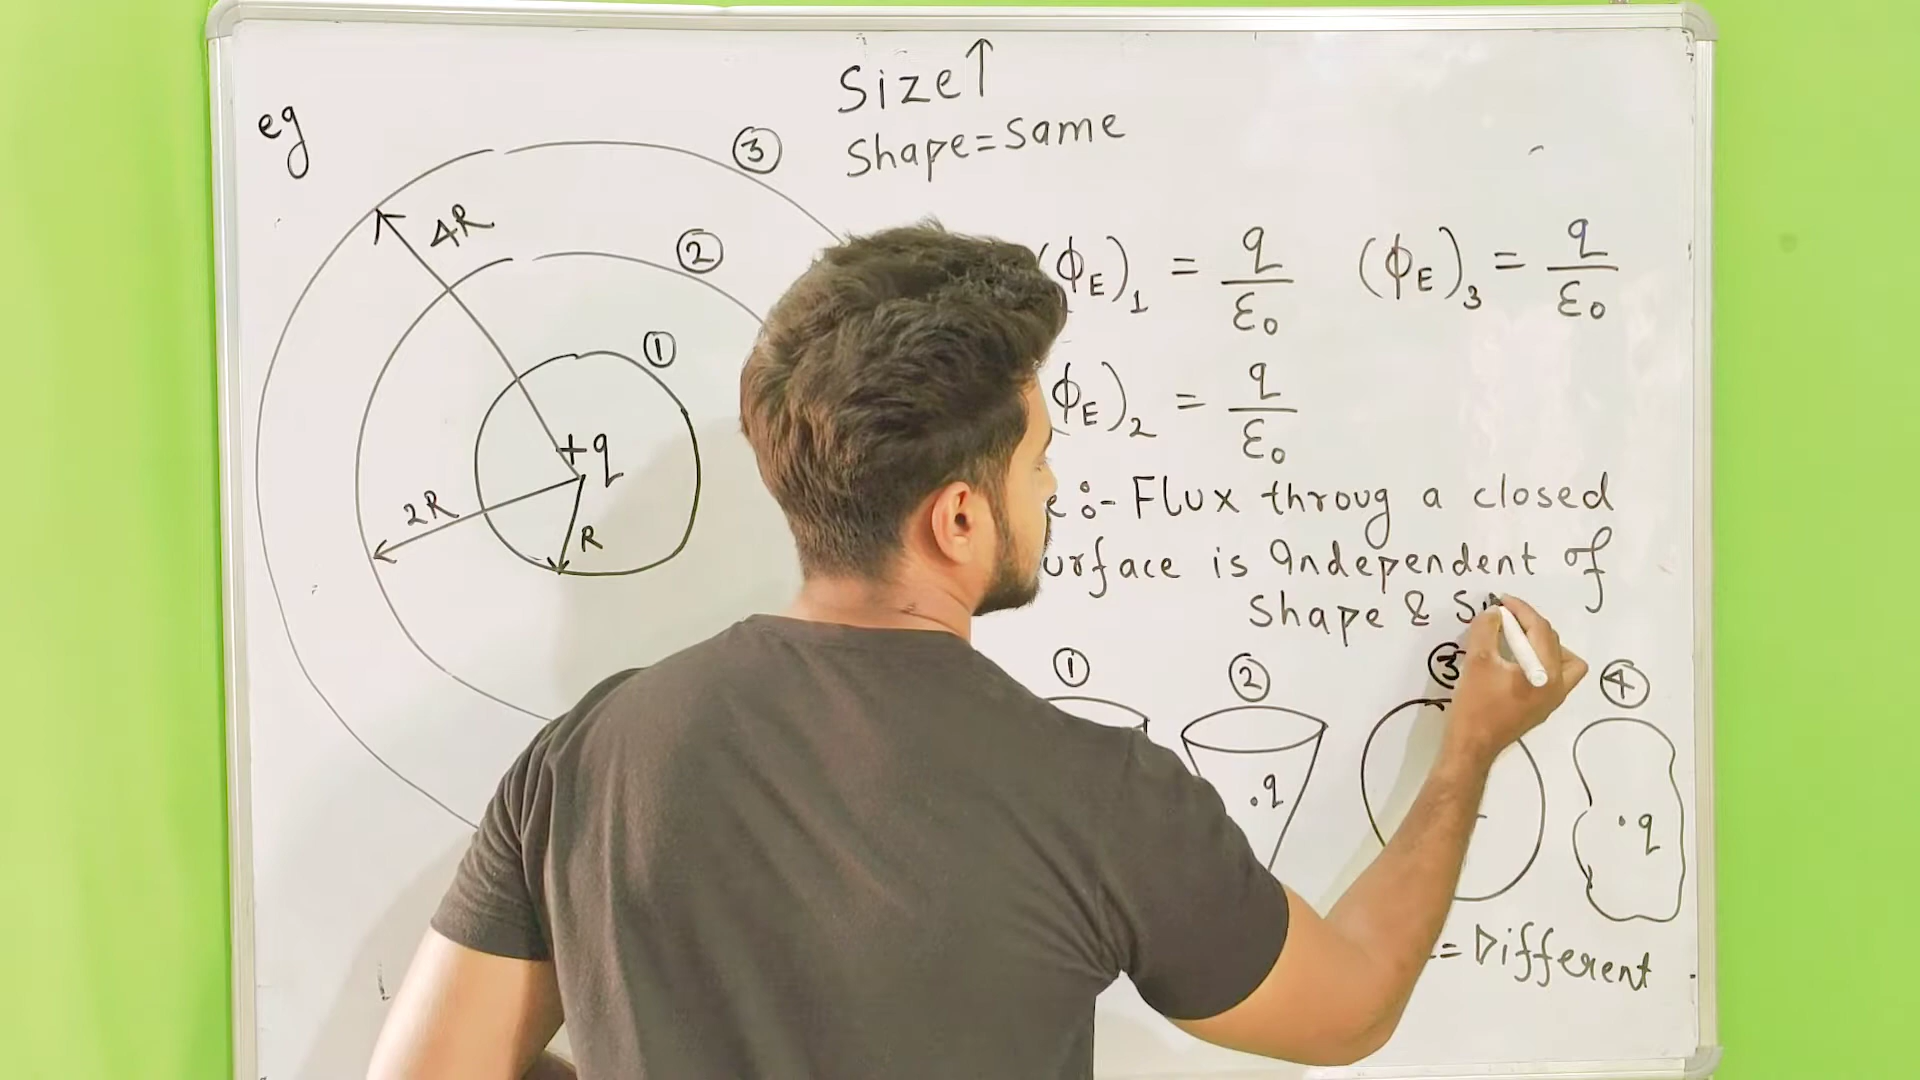 eg
Size↑
Shape=Same
③
4R
②
①
+q
2R
R
(ϕE)1 = q/ε0
(ϕE)3 = q/ε0
ϕE)2 = q/ε0
:- Flux throug a closed
urface is Independent of
Shape &
①
②
③
④
.q
.q
= Different